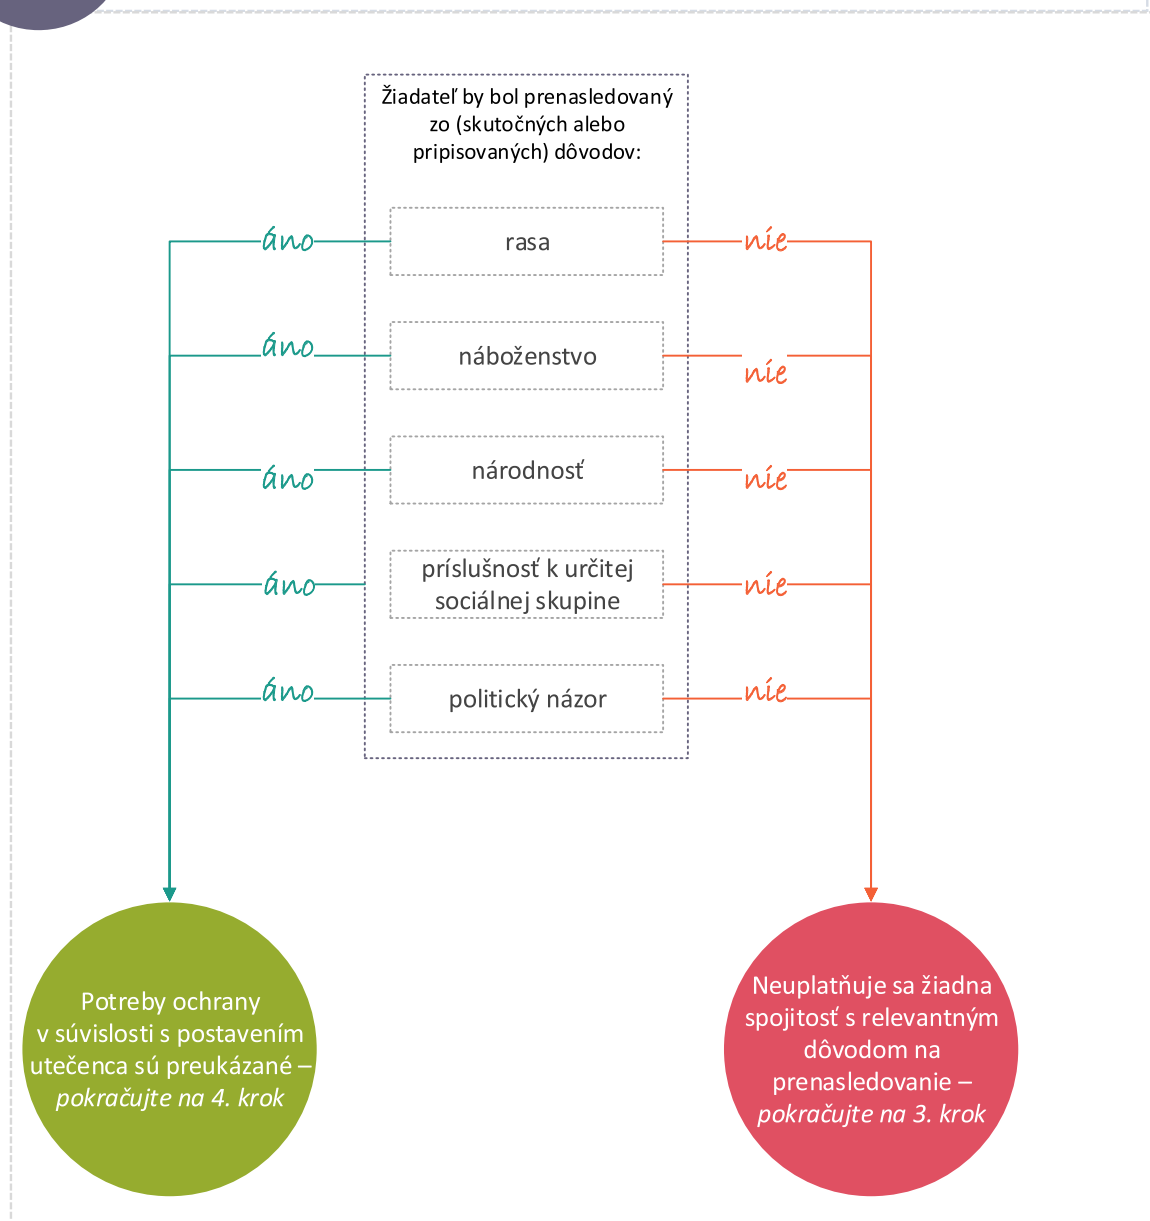 Žiadateľ by bol prenasledovaný
zo (skutočných alebo
pripisovaných) dôvodov:
áno
rasa
nie
áno
náboženstvo
nie
áno
národnosť
nie
áno
príslušnosť k určitej
sociálnej skupine
nie
áno
politický názor
nie
Potreby ochrany
v súvislosti s postavením
utečenca sú preukázané –
pokračujte na 4. krok
Neuplatňuje sa žiadna
spojitosť s relevantným
dôvodom na
prenasledovanie –
pokračujte na 3. krok